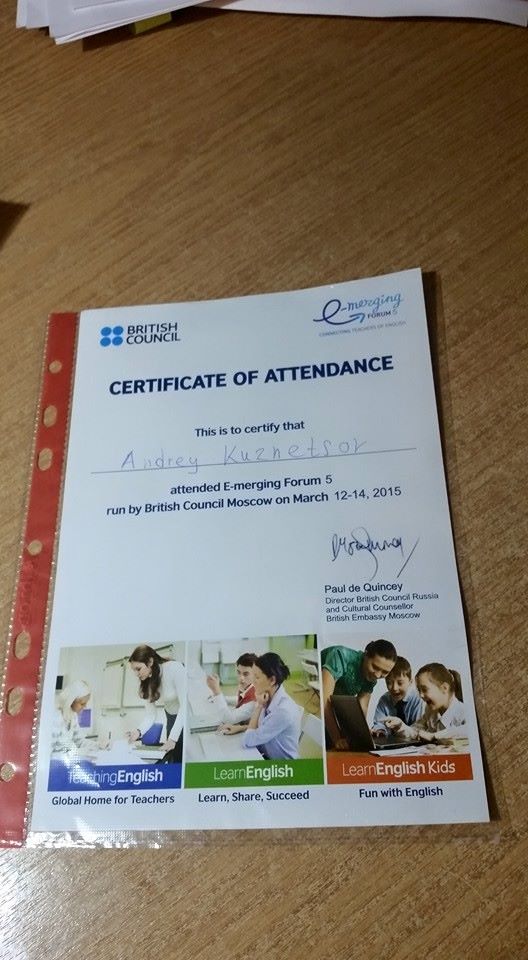 BRITISH
COUNCIL
e-merging
FORUM 5
CONNECTING TEACHERS OF ENGLISH
CERTIFICATE OF ATTENDANCE
This is to certify that
Andrey Kuznetsov
attended E-merging Forum 5
run by British Council Moscow on March 12-14, 2015
Paul de Quincey
Director British Council Russia
and Cultural Counsellor
British Embassy Moscow
TeachingEnglish
Global Home for Teachers
LearnEnglish
Learn, Share, Succeed
LearnEnglish Kids
Fun with English